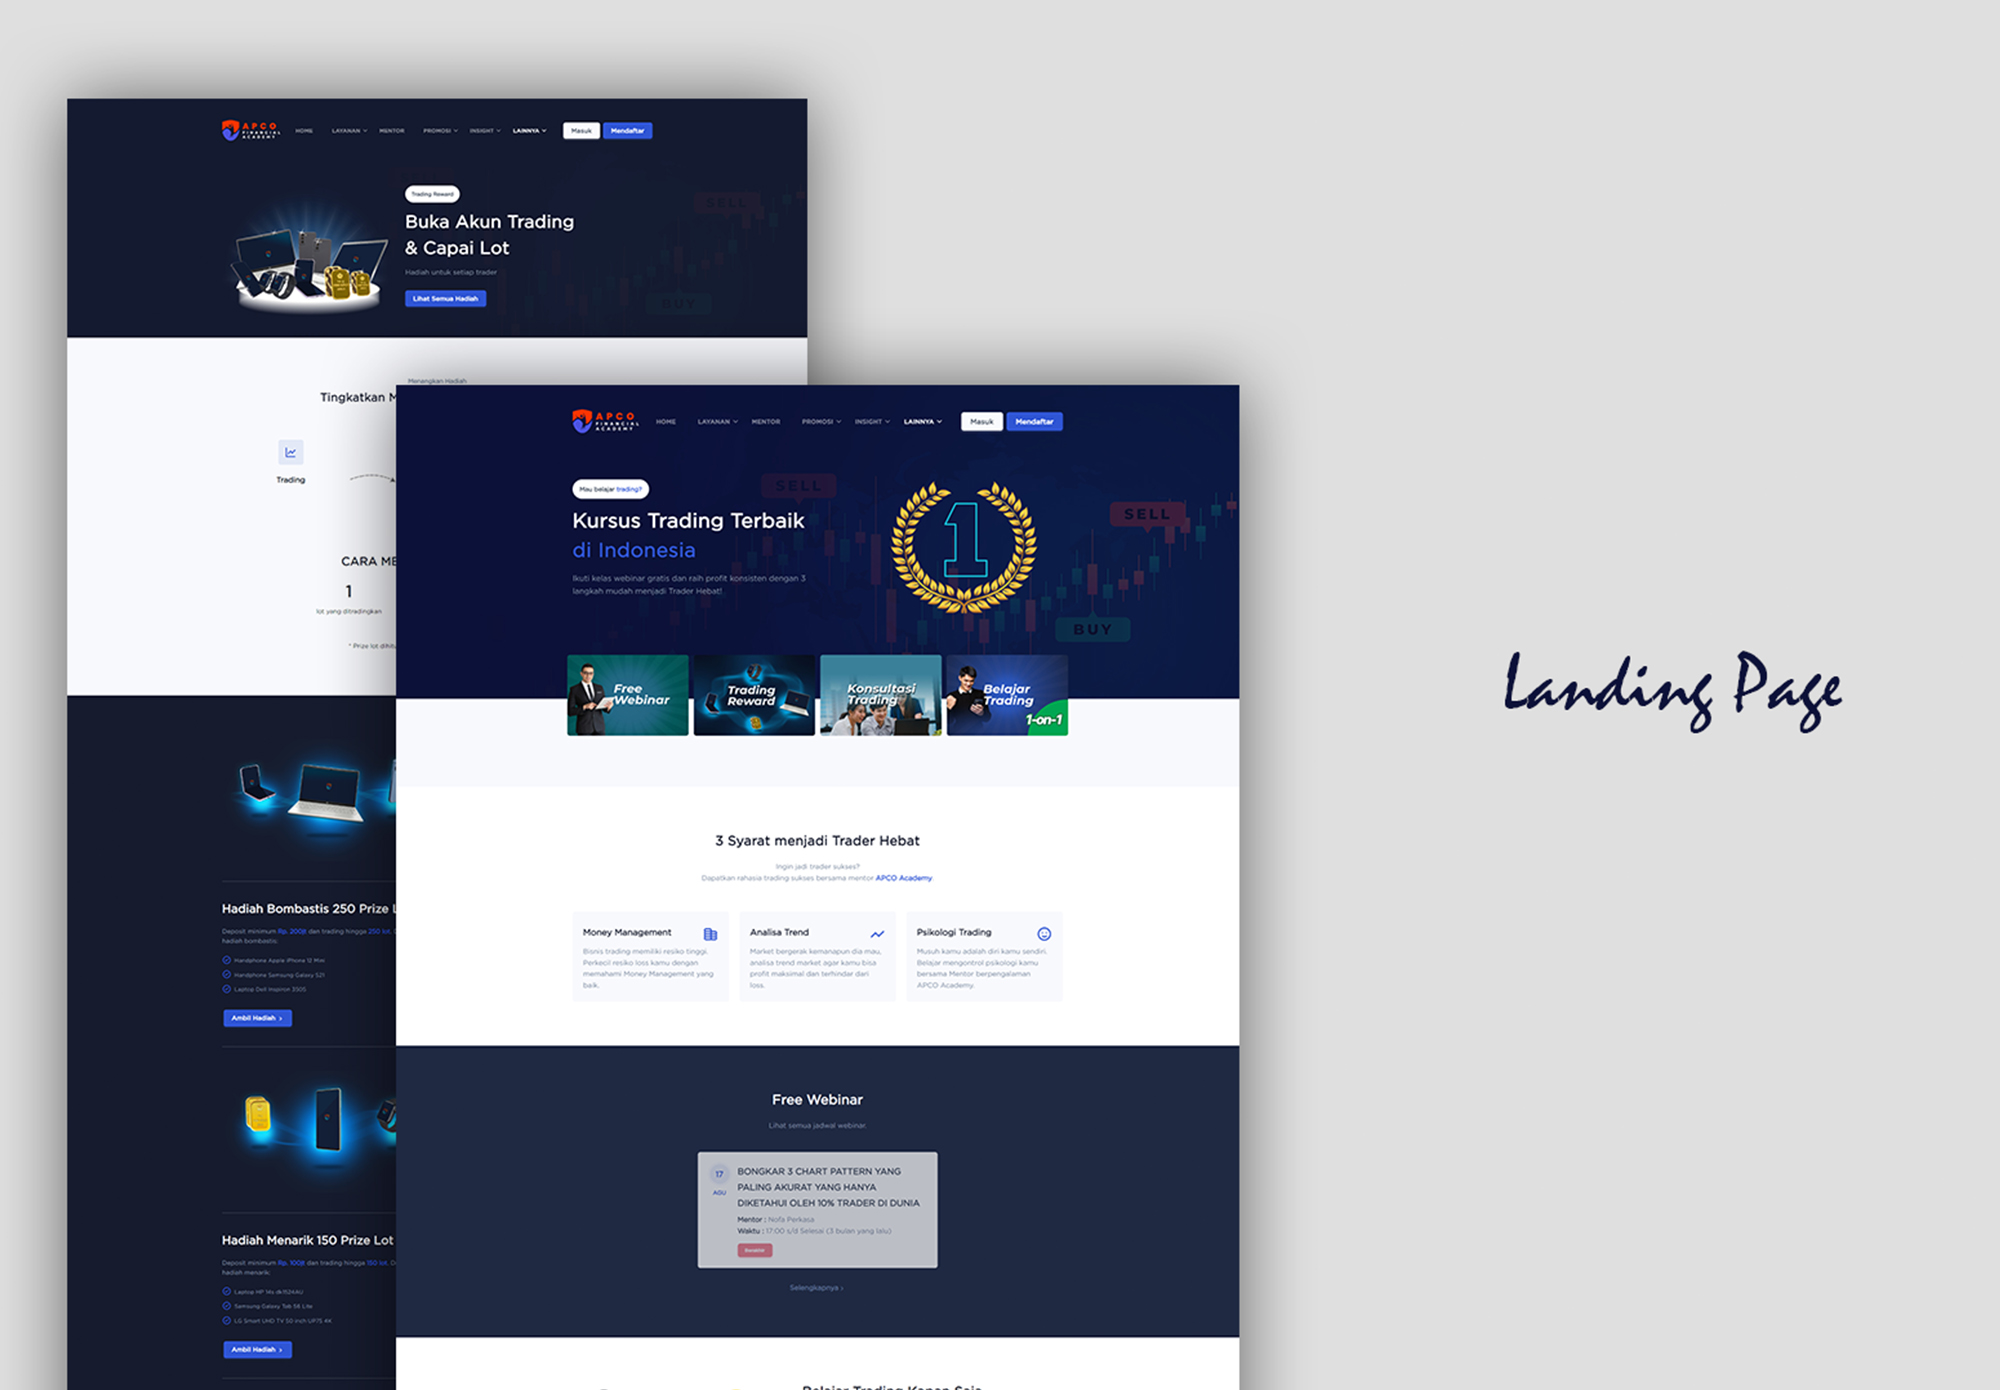 APCO
FINANCIAL
ACADEMY
HOME
LAYANAN
MENTOR
PROMOSI
INSIGHT
LAINNYA
Masuk
Mendaftar
Trading Reward
Buka Akun Trading
& Capai Lot
Hadiah untuk setiap trader
Lihat Semua Hadiah
SELL
BUY
Menangkan Hadiah
Tingkatkan M
Trading
CARA ME
1
lot yang ditradingkan
* Prize lot dihitu
Hadiah Bombastis 250 Prize L
Deposit minimum Rp. 200jt dan trading hingga 250 lot. D
hadiah bombastis:
Handphone Apple iPhone 12 Mini
Handphone Samsung Galaxy S21
Laptop Dell Inspiron 3505
Ambil Hadiah >
Hadiah Menarik 150 Prize Lot
Deposit minimum Rp. 100jt dan trading hingga 150 lot. D
hadiah menarik:
Laptop HP 14s dk1524AU
Samsung Galaxy Tab S6 Lite
LG Smart UHD TV 50 inch UP75 4K
Ambil Hadiah >
APCO
FINANCIAL
ACADEMY
HOME
LAYANAN
MENTOR
PROMOSI
INSIGHT
LAINNYA
Masuk
Mendaftar
Mau belajar trading?
Kursus Trading Terbaik
di Indonesia
Ikuti kelas webinar gratis dan raih profit konsisten dengan 3
langkah mudah menjadi Trader Hebat!
SELL
1
SELL
BUY
Free
Webinar
Trading
Reward
Konsultasi
Trading
Belajar
Trading
1-on-1
3 Syarat menjadi Trader Hebat
Ingin jadi trader sukses?
Dapatkan rahasia trading sukses bersama mentor APCO Academy.
Money Management
Bisnis trading memiliki resiko tinggi.
Perkecil resiko loss kamu dengan
memahami Money Management yang
baik.
Analisa Trend
Market bergerak kemanapun dia mau,
analisa trend market agar kamu bisa
profit maksimal dan terhindar dari
loss.
Psikologi Trading
Musuh kamu adalah diri kamu sendiri.
Belajar mengontrol psikologi kamu
bersama Mentor berpengalaman
APCO Academy.
Free Webinar
Lihat semua jadwal webinar.
17
AGU
BONGKAR 3 CHART PATTERN YANG
PALING AKURAT YANG HANYA
DIKETAHUI OLEH 10% TRADER DI DUNIA
Mentor : Nofa Perkasa
Waktu : 17:00 s/d Selesai (3 bulan yang lalu)
Selengkapnya >
Belajar Trading Kapan Saja
Landing Page